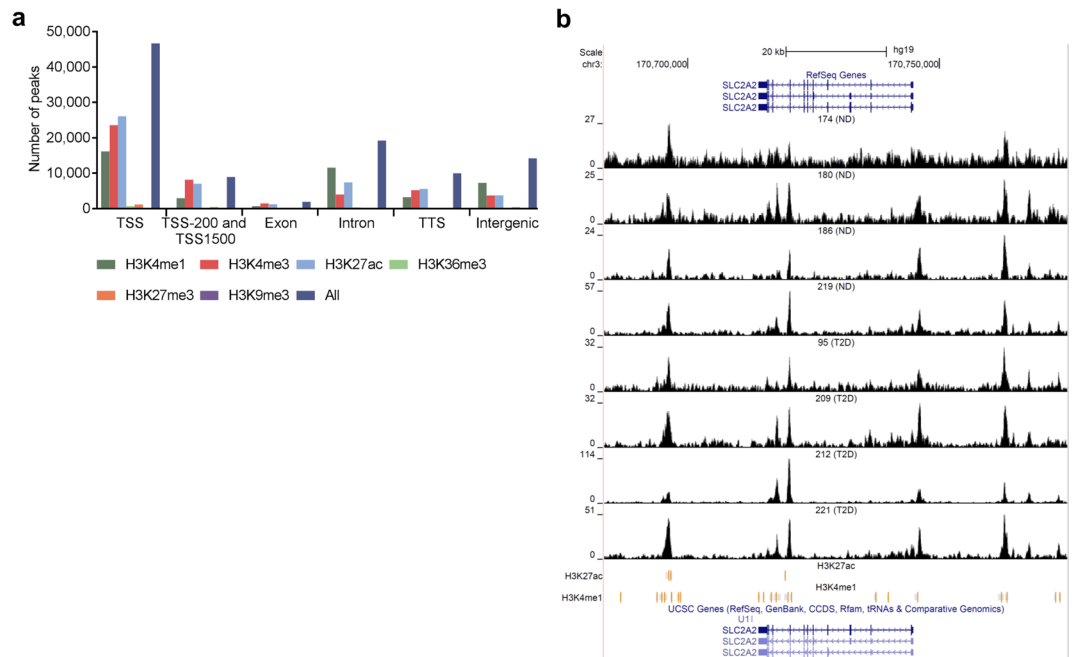 a
50,000
40,000
30,000
20,000
10,000
0
Number of peaks
TSS
TSS-200 and
TSS1500
Exon
Intron
TTS
Intergenic
H3K4me1
H3K4me3
H3K27ac
H3K36me3
H3K27me3
H3K9me3
All
b
Scale
20 kb
hg19
chr3:
170,700,000
170,750,000
RefSeq Genes
SLC2A2
SLC2A2
SLC2A2
174 (ND)
27
0
180 (ND)
25
0
186 (ND)
24
0
219 (ND)
57
0
95 (T2D)
32
0
209 (T2D)
32
0
212 (T2D)
114
0
221 (T2D)
51
0
H3K27ac
H3K27ac
H3K4me1
H3K4me1
UCSC Genes (RefSeq, GenBank, CCDS, Rfam, tRNAs & Comparative Genomics)
U1
SLC2A2
SLC2A2
SLC2A2